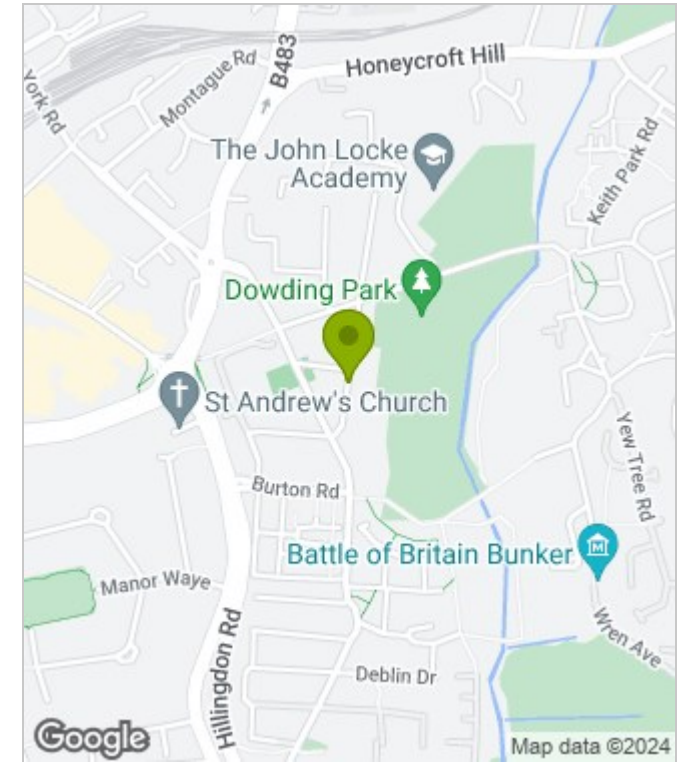 York Rd
Montague Rd
B483
Honeycroft Hill
The John Locke
Academy
Keith Park Rd
Dowding Park
St Andrew's Church
Burton Rd
Yew Tree Rd
Battle of Britain Bunker
Manor Waye
Hillingdon Rd
Wren Ave
Deblin Dr
Google
Map data ©2024